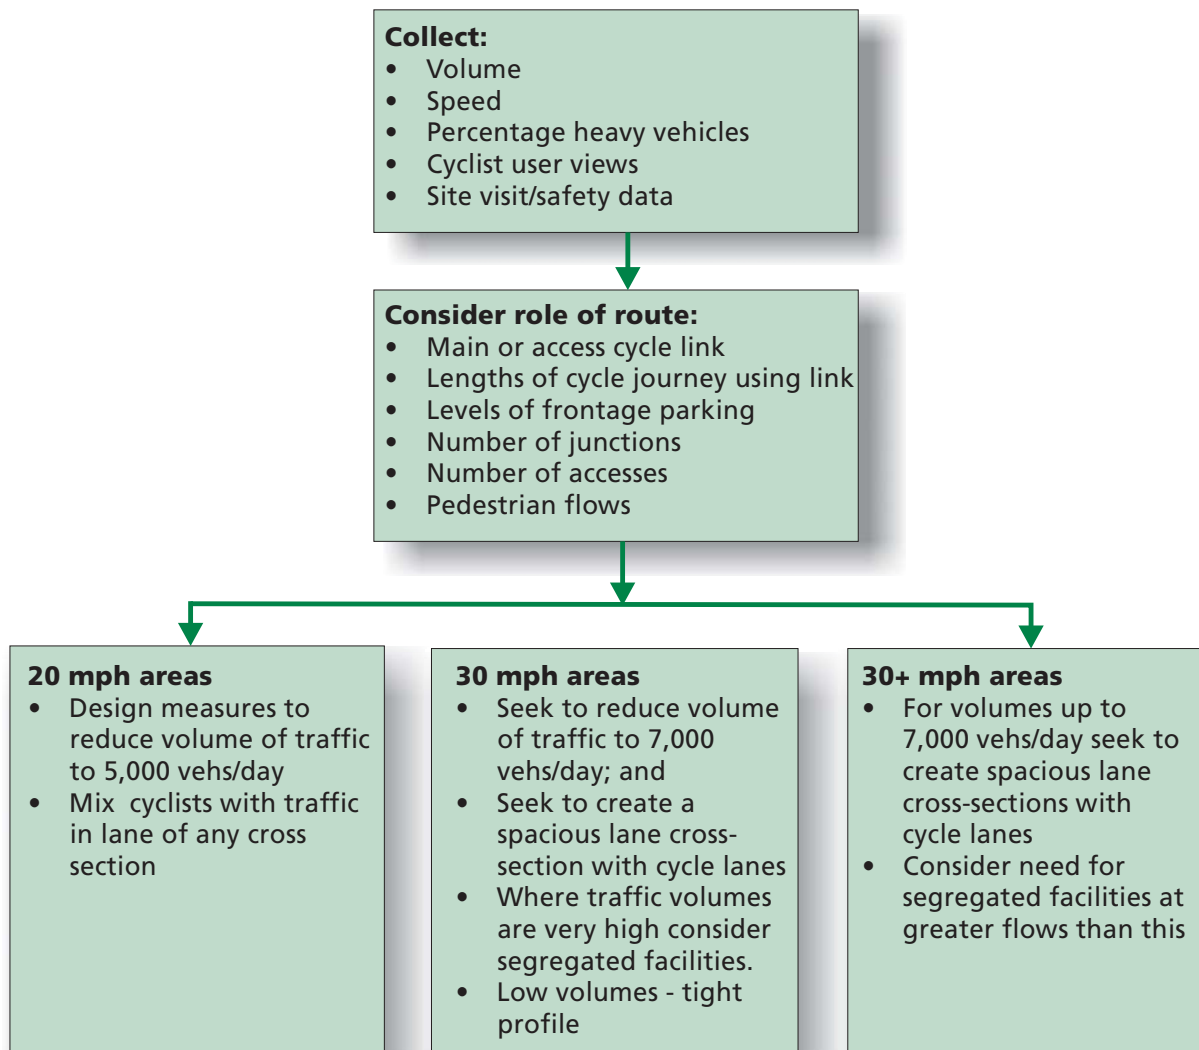 Collect:
• Volume
• Speed
• Percentage heavy vehicles
• Cyclist user views
• Site visit/safety data
Consider role of route:
• Main or access cycle link
• Lengths of cycle journey using link
• Levels of frontage parking
• Number of junctions
• Number of accesses
• Pedestrian flows
20 mph areas
• Design measures to
reduce volume of traffic
to 5,000 vehs/day
• Mix cyclists with traffic
in lane of any cross
section
30 mph areas
• Seek to reduce volume
of traffic to 7,000
vehs/day; and
• Seek to create a
spacious lane cross-
section with cycle lanes
• Where traffic volumes
are very high consider
segregated facilities.
• Low volumes - tight
profile
30+ mph areas
• For volumes up to
7,000 vehs/day seek to
create spacious lane
cross-sections with
cycle lanes
• Consider need for
segregated facilities at
greater flows than this